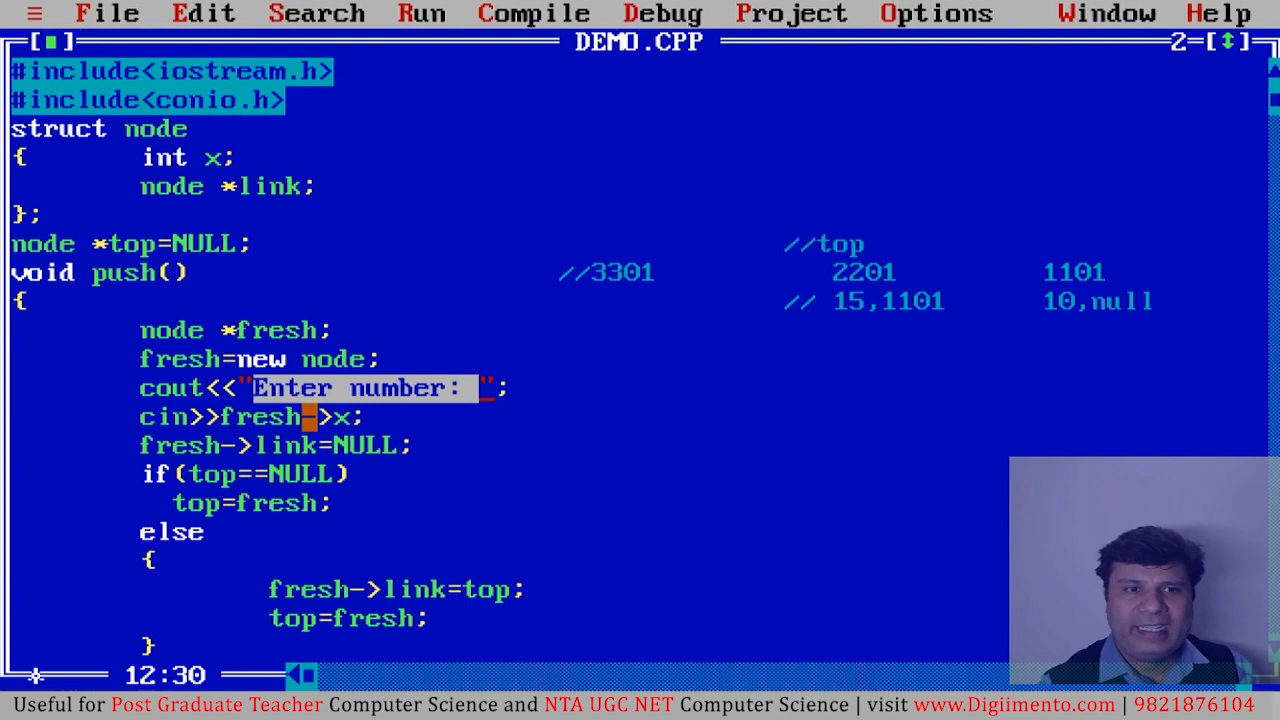 ≡ File Edit Search Run Compile Debug Project Options Window Help
[■] DEMO.CPP 2=[↕]
#include<iostream.h>
#include<conio.h>
struct node
{ int x;
node *link;
};
node *top=NULL; //top
void push() //3301 2201 1101
{ // 15,1101 10,null
node *fresh;
fresh=new node;
cout<<"Enter number: ";
cin>>fresh->x;
fresh->link=NULL;
if(top==NULL)
top=fresh;
else
{
fresh->link=top;
top=fresh;
}
12:30
Useful for Post Graduate Teacher Computer Science and NTA UGC NET Computer Science | visit www.Digiimento.com | 9821876104